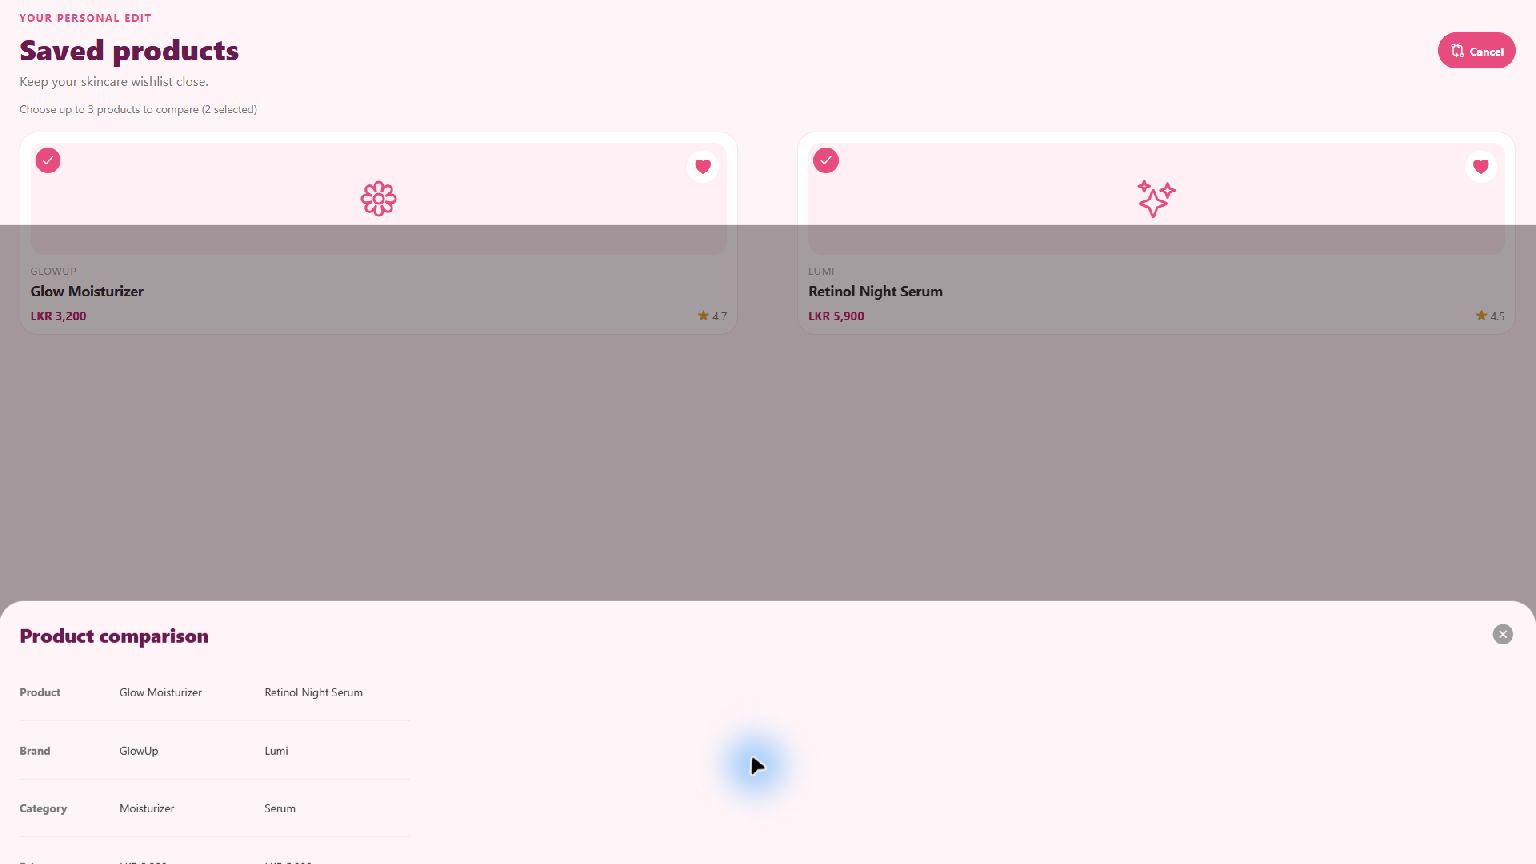 YOUR PERSONAL EDIT
Saved products
Cancel
Keep your skincare wishlist close.
Choose up to 3 products to compare (2 selected)
GLOWUP
Glow Moisturizer
LKR 3,200
4.7
LUMI
Retinol Night Serum
LKR 5,900
4.5
Product comparison
Product Glow Moisturizer Retinol Night Serum
Brand GlowUp Lumi
Category Moisturizer Serum